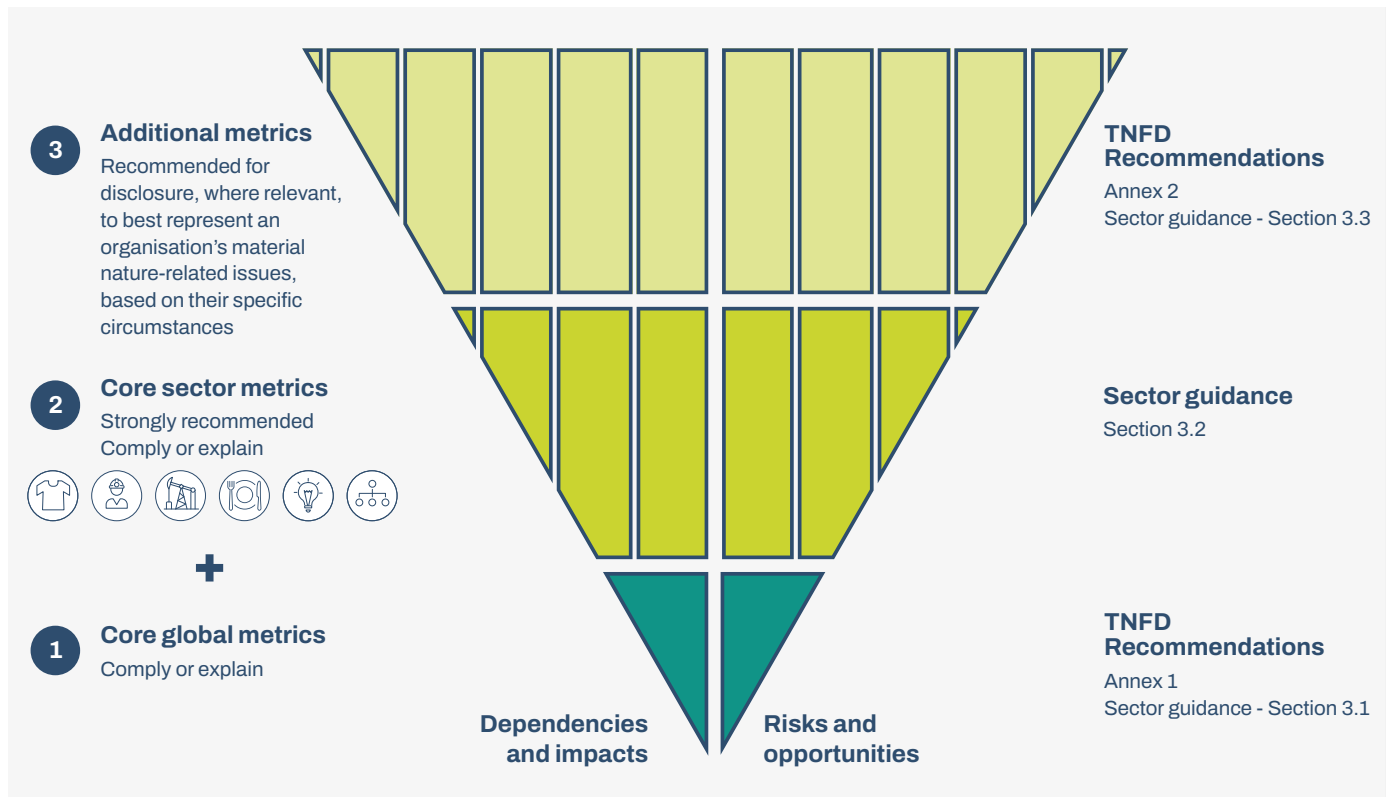 3
Additional metrics
Recommended for
disclosure, where relevant,
to best represent an
organisation’s material
nature-related issues,
based on their specific
circumstances
TNFD
Recommendations
Annex 2
Sector guidance - Section 3.3
2
Core sector metrics
Strongly recommended
Comply or explain
Sector guidance
Section 3.2
1
Core global metrics
Comply or explain
TNFD
Recommendations
Annex 1
Sector guidance - Section 3.1
Dependencies
and impacts
Risks and
opportunities